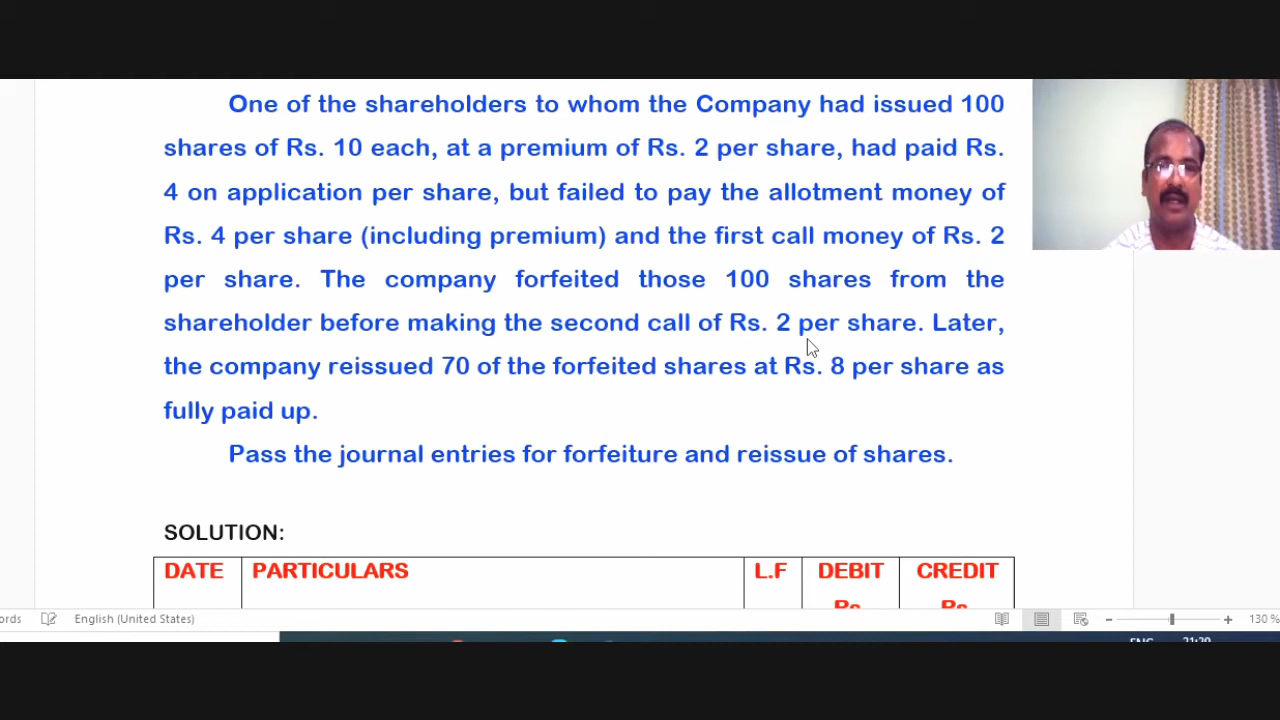 One of the shareholders to whom the Company had issued 100
shares of Rs. 10 each, at a premium of Rs. 2 per share, had paid Rs.
4 on application per share, but failed to pay the allotment money of
Rs. 4 per share (including premium) and the first call money of Rs. 2
per share. The company forfeited those 100 shares from the
shareholder before making the second call of Rs. 2 per share. Later,
the company reissued 70 of the forfeited shares at Rs. 8 per share as
fully paid up.
Pass the journal entries for forfeiture and reissue of shares.
SOLUTION:
DATE PARTICULARS L.F DEBIT CREDIT
Rs Rs
English (United States) 130 %